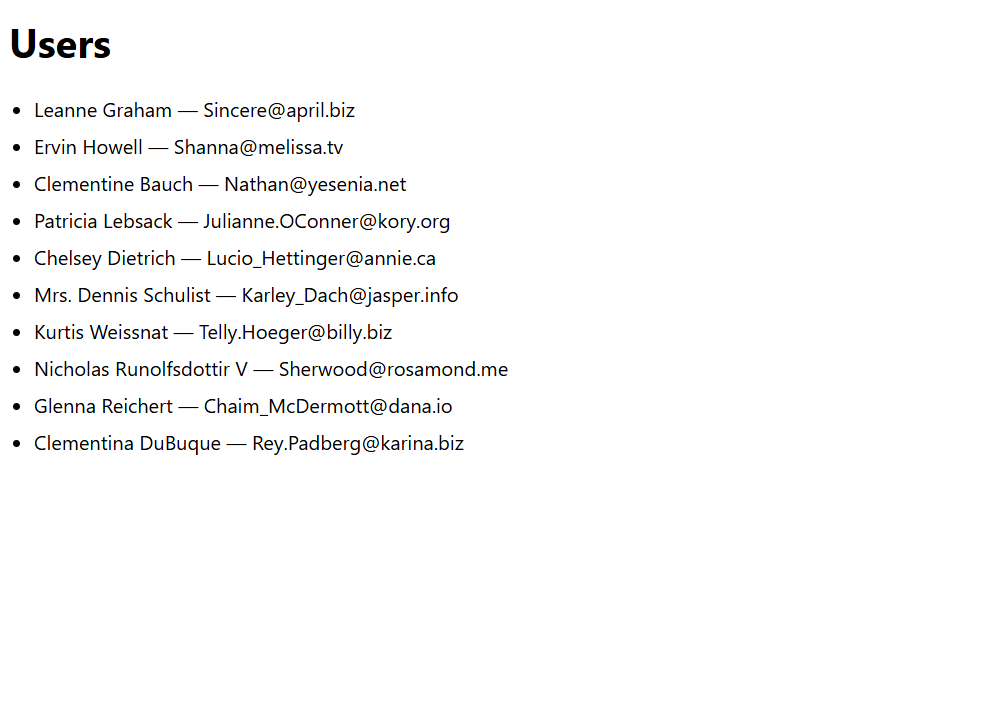 Users
Leanne Graham — Sincere@april.biz
Ervin Howell — Shanna@melissa.tv
Clementine Bauch — Nathan@yesenia.net
Patricia Lebsack — Julianne.OConner@kory.org
Chelsey Dietrich — Lucio_Hettinger@annie.ca
Mrs. Dennis Schulist — Karley_Dach@jasper.info
Kurtis Weissnat — Telly.Hoeger@billy.biz
Nicholas Runolfsdottir V — Sherwood@rosamond.me
Glenna Reichert — Chaim_McDermott@dana.io
Clementina DuBuque — Rey.Padberg@karina.biz